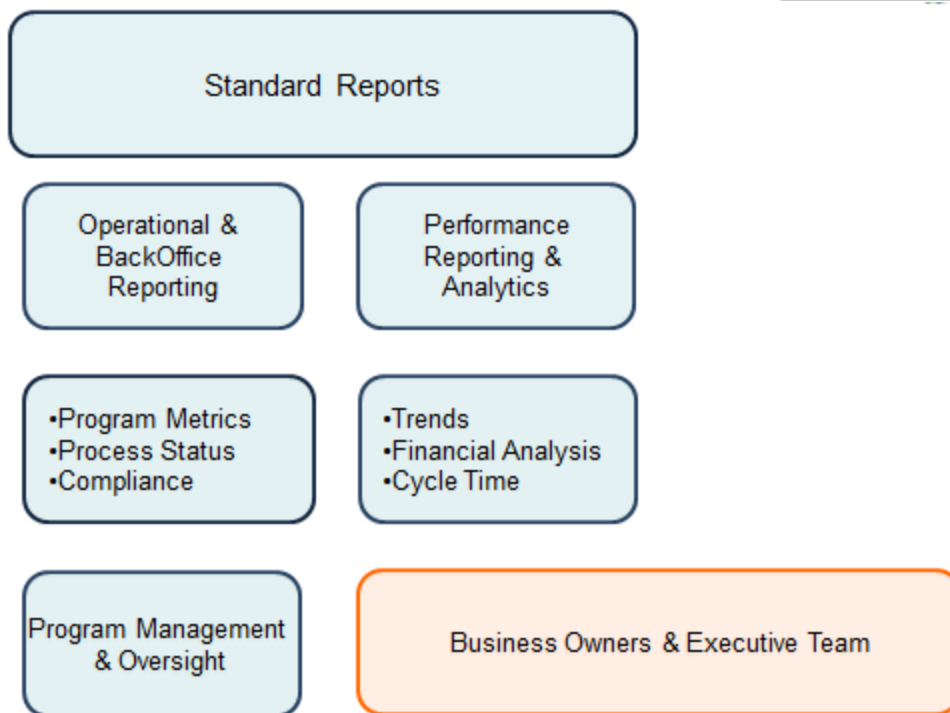 Standard Reports
Operational &
BackOffice
Reporting
Performance
Reporting &
Analytics
•Program Metrics
•Process Status
•Compliance
•Trends
•Financial Analysis
•Cycle Time
Program Management
& Oversight
Business Owners & Executive Team